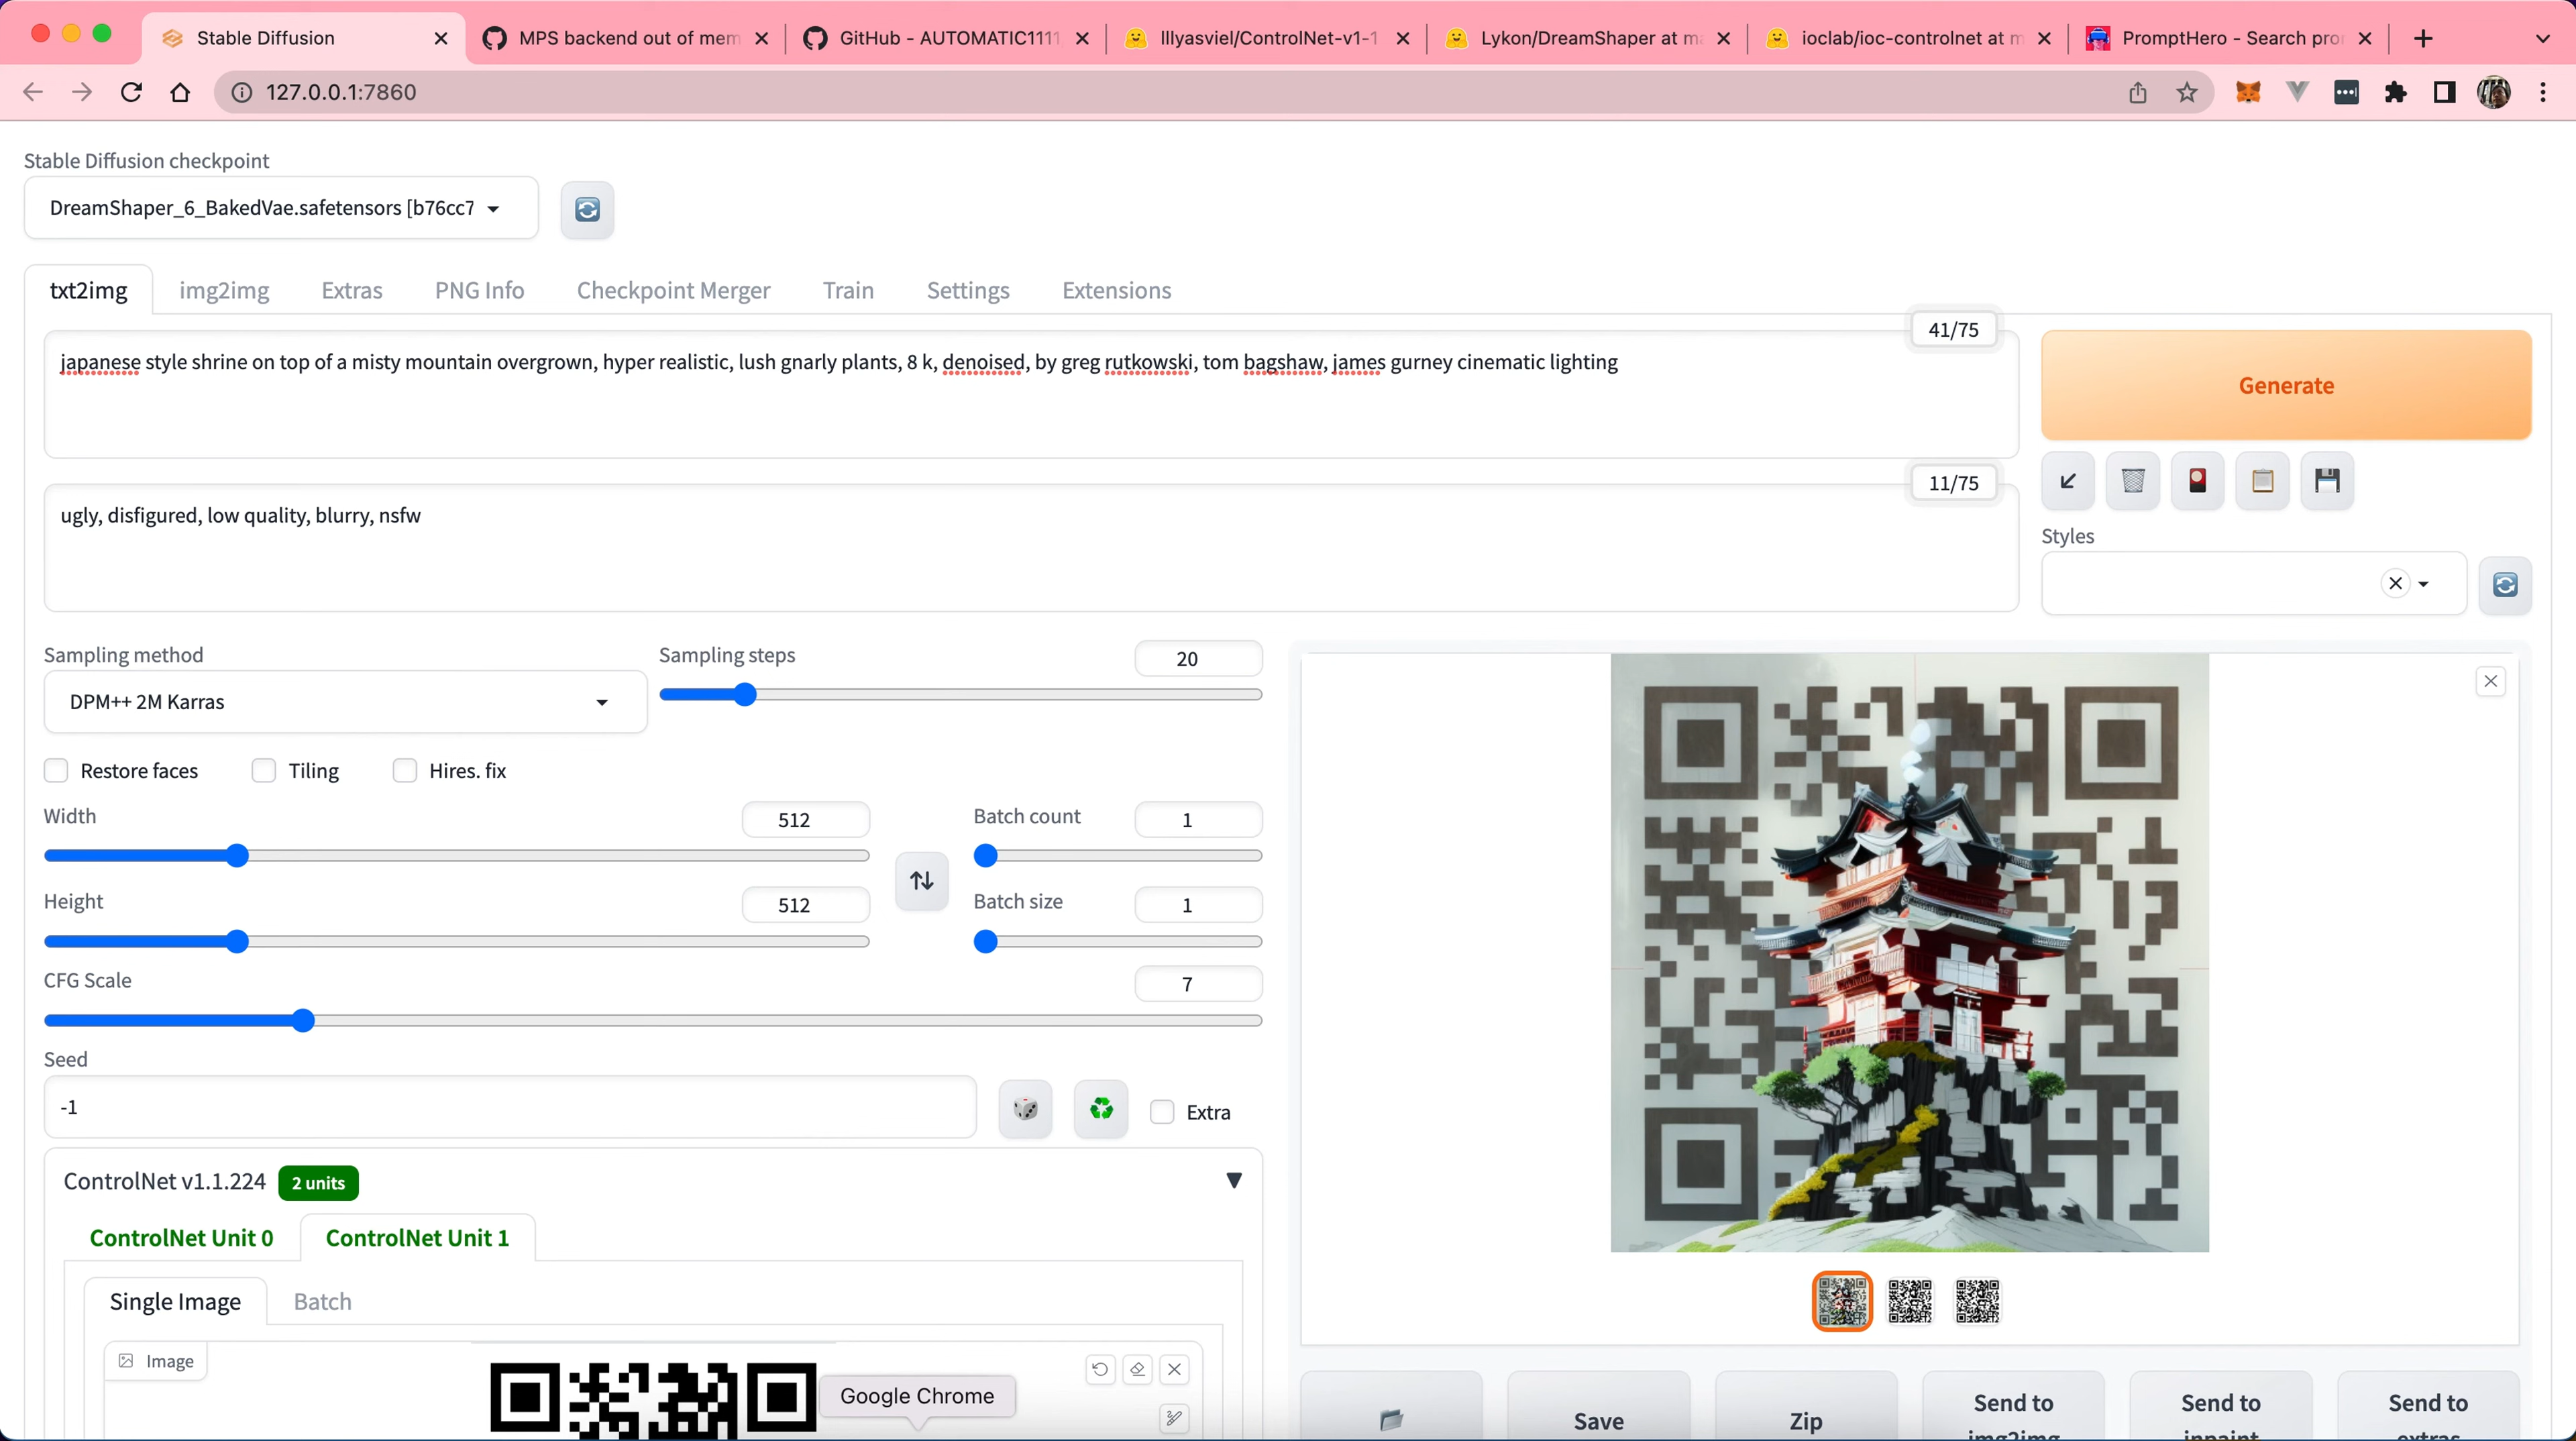 Stable Diffusion
MPS backend out of mem
GitHub - AUTOMATIC1111
lllyasviel/ControlNet-v1-1
Lykon/DreamShaper at ma
ioclab/ioc-controlnet at m
PromptHero - Search pro
127.0.0.1:7860
Stable Diffusion checkpoint
DreamShaper_6_BakedVae.safetensors [b76cc7
txt2img
img2img
Extras
PNG Info
Checkpoint Merger
Train
Settings
Extensions
41/75
japanese style shrine on top of a misty mountain overgrown, hyper realistic, lush gnarly plants, 8 k, denoised, by greg rutkowski, tom bagshaw, james gurney cinematic lighting
Generate
11/75
ugly, disfigured, low quality, blurry, nsfw
Styles
Sampling method
DPM++ 2M Karras
Sampling steps
20
Restore faces
Tiling
Hires. fix
Width
512
Batch count
1
Height
512
Batch size
1
CFG Scale
7
Seed
-1
Extra
ControlNet v1.1.224
2 units
ControlNet Unit 0
ControlNet Unit 1
Single Image
Batch
Image
Google Chrome
Save
Zip
Send to
img2img
Send to
inpaint
Send to
extras